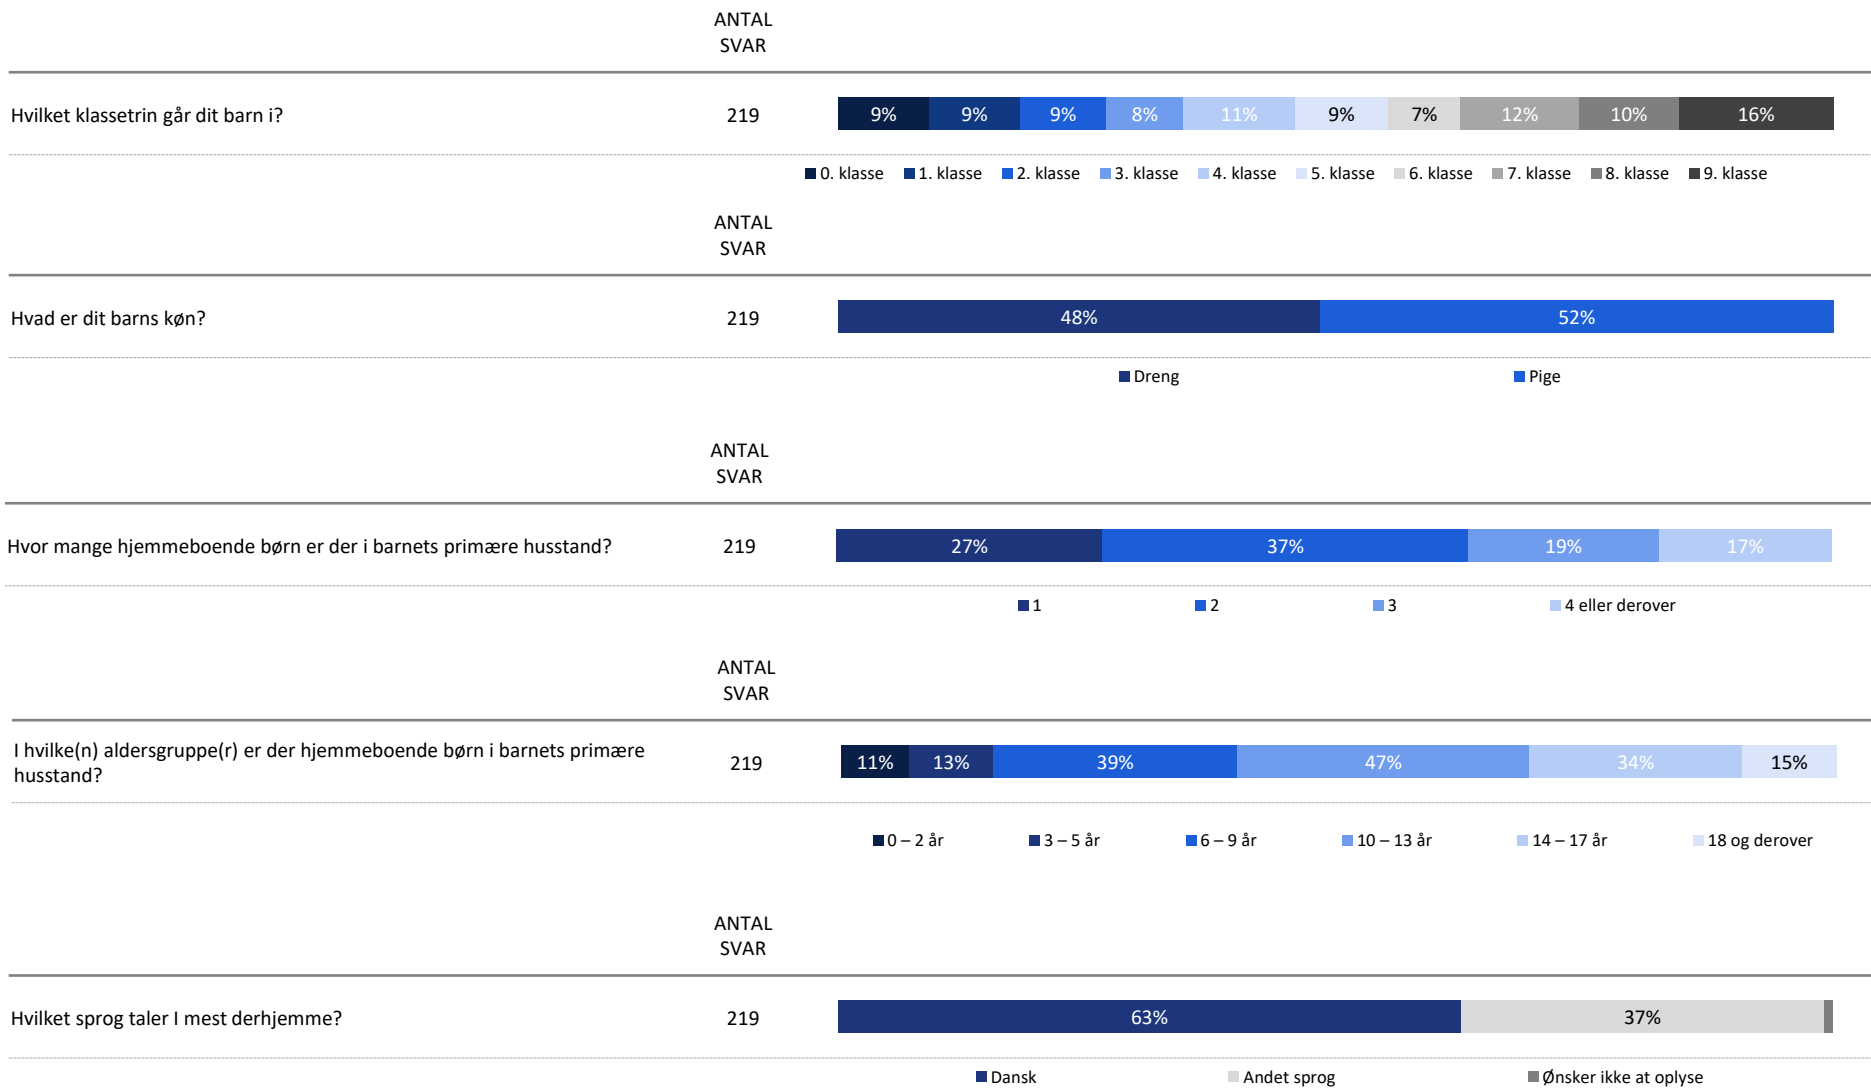 ANTAL
SVAR
Hvilket klassetrin går dit barn i?
219
9% 9% 9% 8% 11% 9% 7% 12% 10% 16%
0. klasse 1. klasse 2. klasse 3. klasse 4. klasse 5. klasse 6. klasse 7. klasse 8. klasse 9. klasse
ANTAL
SVAR
Hvad er dit barns køn?
219
48% 52%
Dreng Pige
ANTAL
SVAR
Hvor mange hjemmeboende børn er der i barnets primære husstand?
219
27% 37% 19% 17%
1 2 3 4 eller derover
ANTAL
SVAR
I hvilke(n) aldersgruppe(r) er der hjemmeboende børn i barnets primære
husstand?
219
11% 13% 39% 47% 34% 15%
0 – 2 år 3 – 5 år 6 – 9 år 10 – 13 år 14 – 17 år 18 og derover
ANTAL
SVAR
Hvilket sprog taler I mest derhjemme?
219
63% 37%
Dansk Andet sprog Ønsker ikke at oplyse